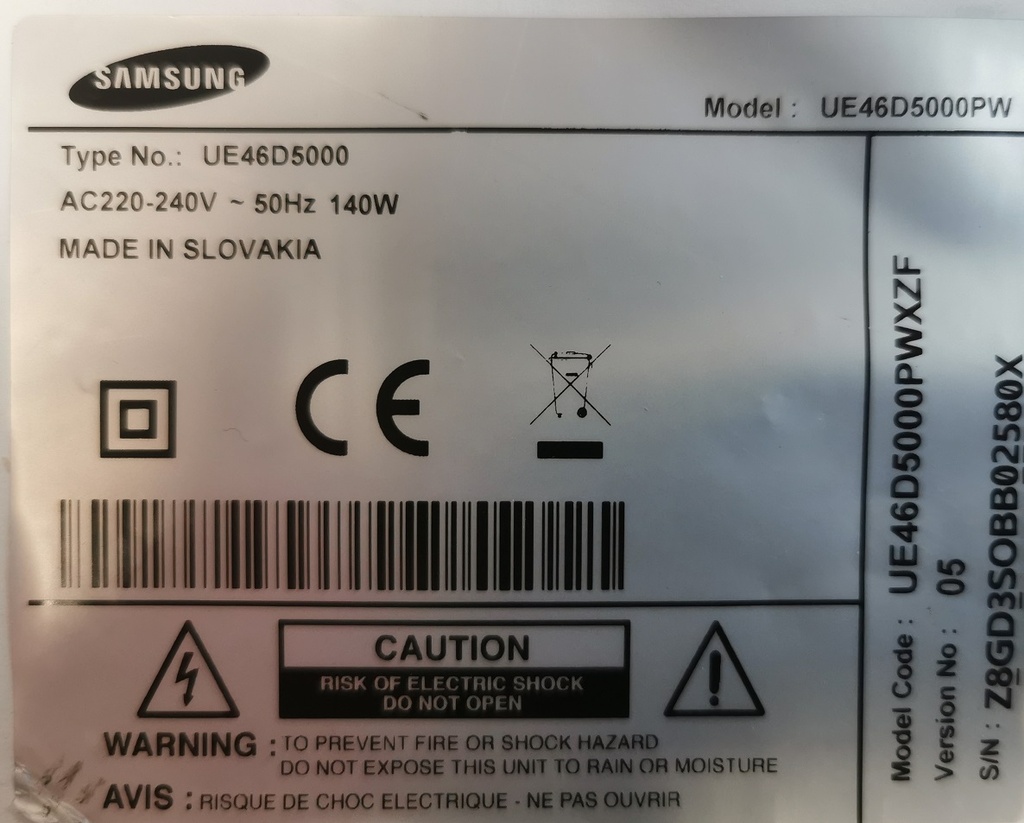 SAMSUNG
Model : UE46D5000PW
Type No.: UE46D5000
AC220-240V ~ 50Hz 140W
MADE IN SLOVAKIA
CE
CAUTION
RISK OF ELECTRIC SHOCK
DO NOT OPEN
WARNING : TO PREVENT FIRE OR SHOCK HAZARD
DO NOT EXPOSE THIS UNIT TO RAIN OR MOISTURE
AVIS : RISQUE DE CHOC ELECTRIQUE - NE PAS OUVRIR
Model Code : UE46D5000PWXZF
Version No : 05
S/N : Z8GD3SOBB02580X